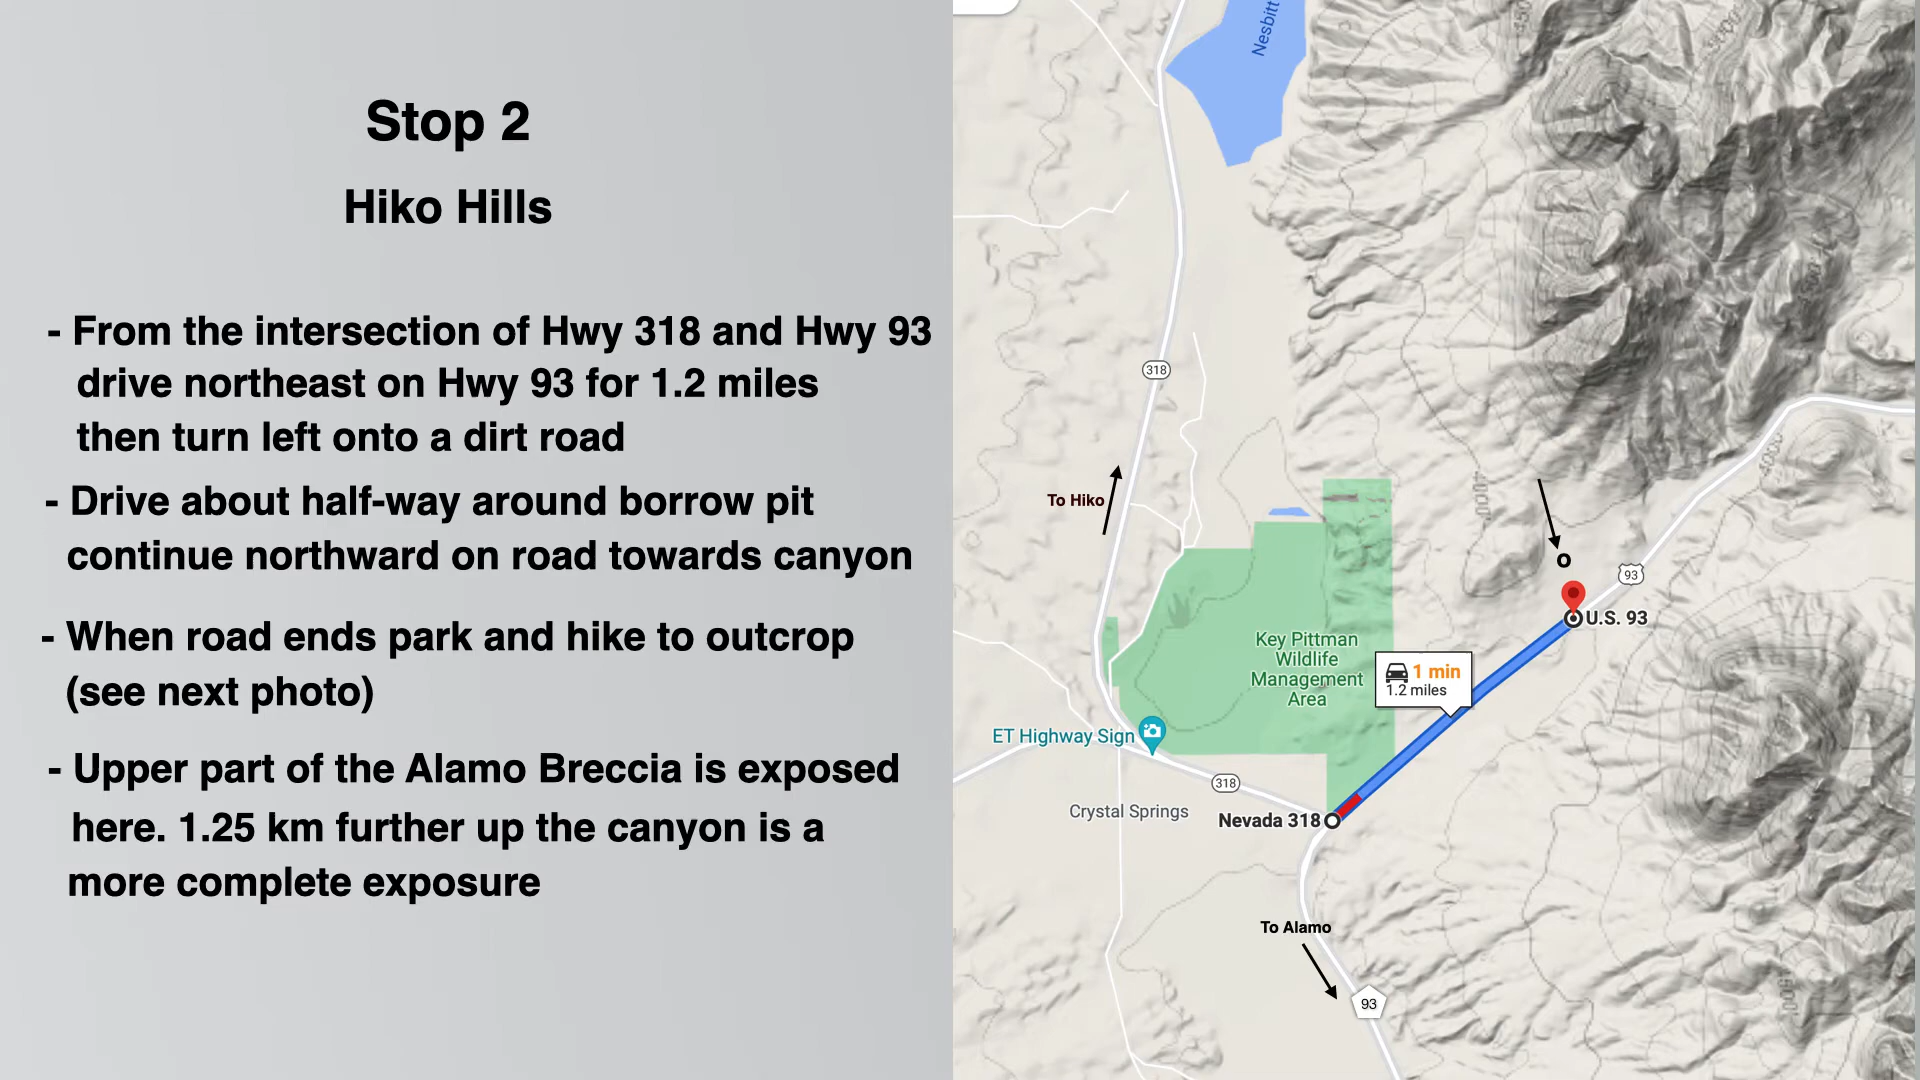 Stop 2
Hiko Hills
- From the intersection of Hwy 318 and Hwy 93
drive northeast on Hwy 93 for 1.2 miles
then turn left onto a dirt road
- Drive about half-way around borrow pit
continue northward on road towards canyon
- When road ends park and hike to outcrop
(see next photo)
- Upper part of the Alamo Breccia is exposed
here. 1.25 km further up the canyon is a
more complete exposure
Nesbitt
318
To Hiko
o
93
U.S. 93
Key Pittman
Wildlife
Management
Area
1 min
1.2 miles
ET Highway Sign
318
Crystal Springs
Nevada 318
To Alamo
93